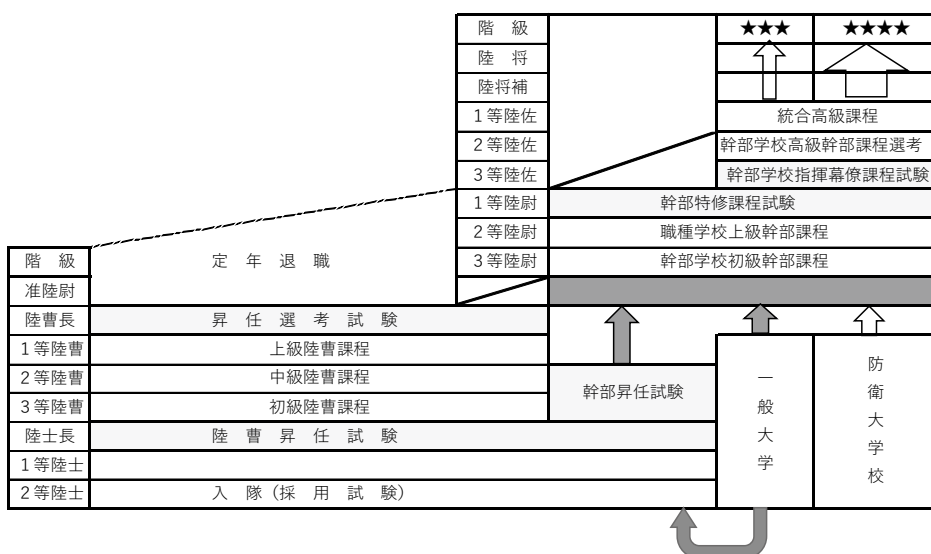 階 級 ★★★ ★★★★
陸 将
陸将補
1等陸佐 統合高級課程
2等陸佐 幹部学校高級幹部課程選考
3等陸佐 幹部学校指揮幕僚課程試験
1等陸尉 幹部特修課程試験
2等陸尉 職種学校上級幹部課程
階 級 定 年 退 職 3等陸尉 幹部学校初級幹部課程
准陸尉
陸曹長 昇 任 選 考 試 験
1等陸曹 上級陸曹課程
2等陸曹 中級陸曹課程
3等陸曹 初級陸曹課程
幹部昇任試験
陸士長 陸 曹 昇 任 試 験
1等陸士
2等陸士 入 隊(採 用 試 験)
一般大学
防衛大学校